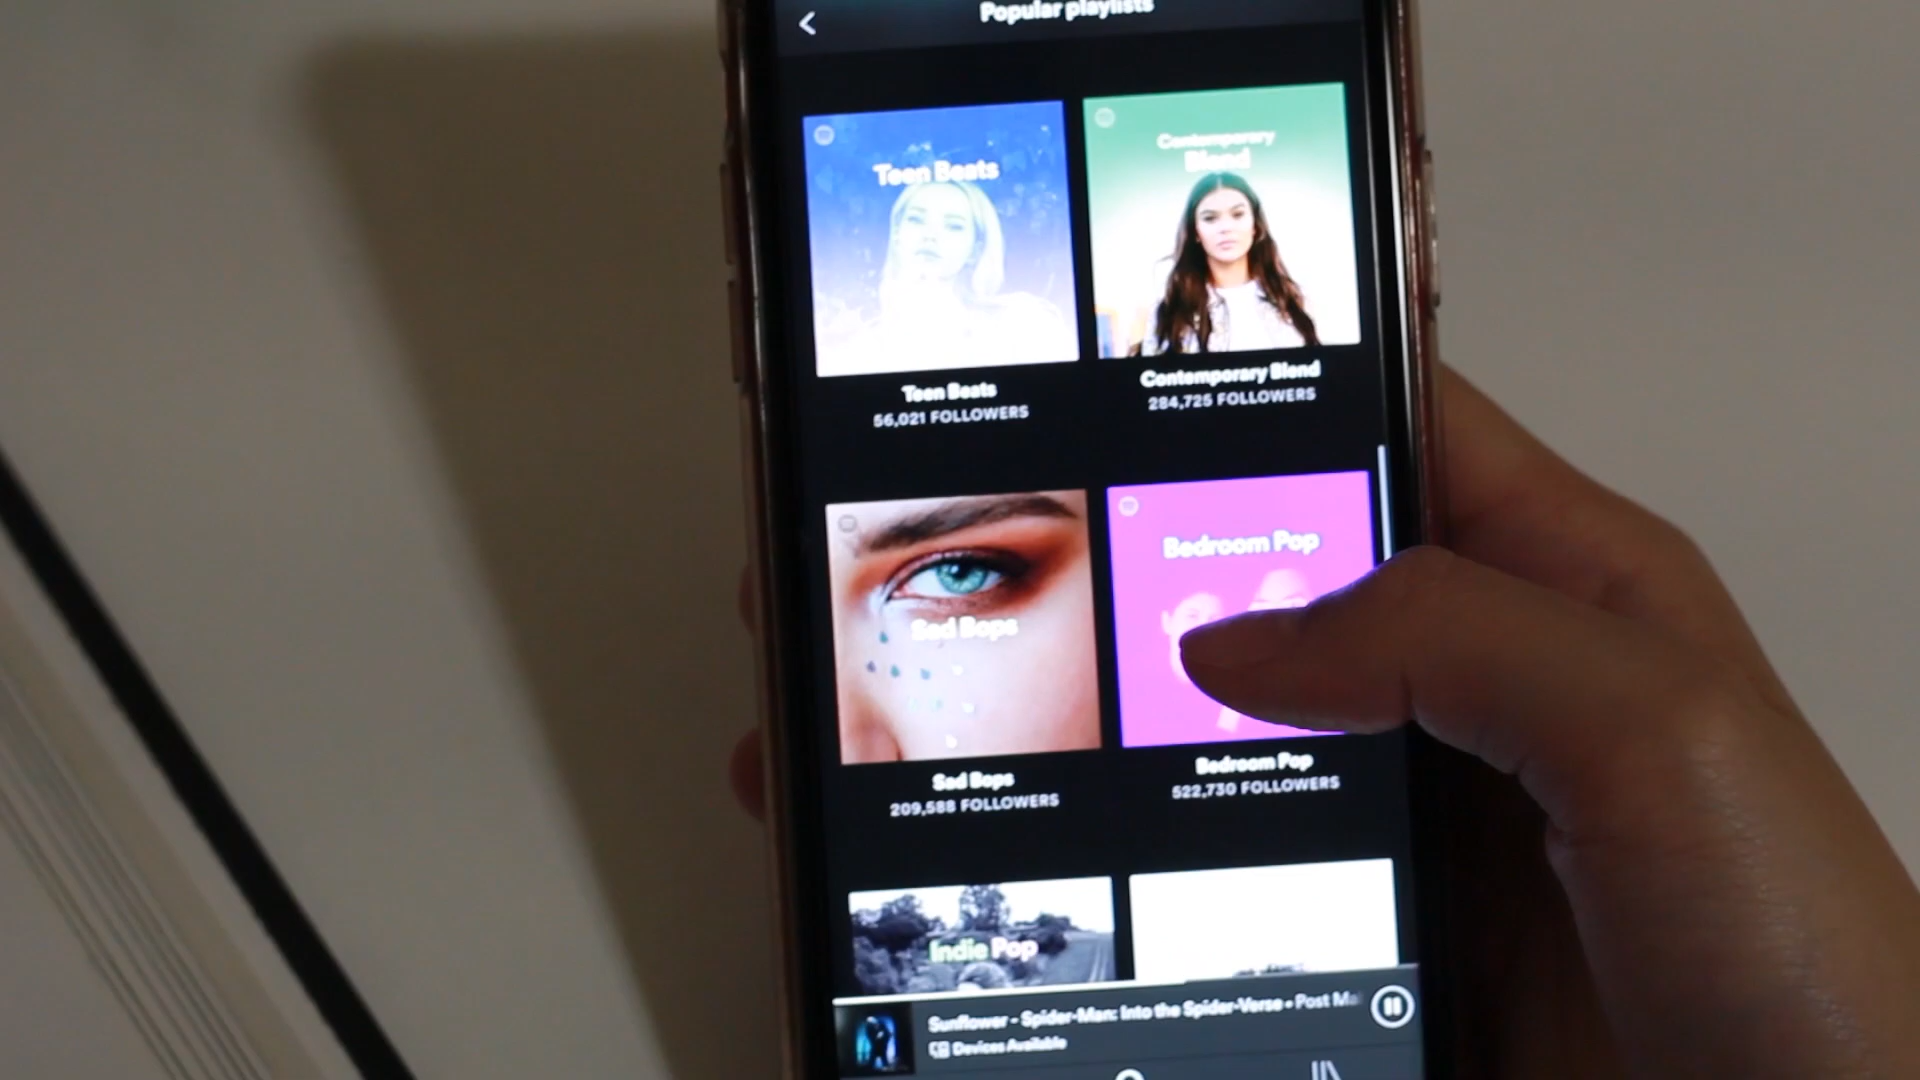 Popular playlists
Teen Beats
Contemporary
Blend
Teen Beats
56,021 FOLLOWERS
Contemporary Blend
284,725 FOLLOWERS
Sad Bops
Bedroom Pop
Sad Bops
209,588 FOLLOWERS
Bedroom Pop
522,730 FOLLOWERS
Indie Pop
Sunflower - Spider-Man: Into the Spider-Verse • Post Ma
Devices Available